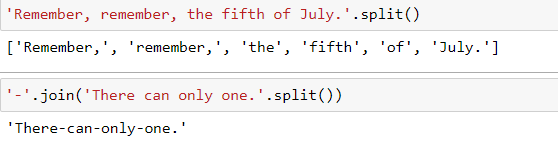 'Remember, remember, the fifth of July.'.split()
['Remember,', 'remember,', 'the', 'fifth', 'of', 'July.']
'-'.join('There can only one.'.split())
'There-can-only-one.'